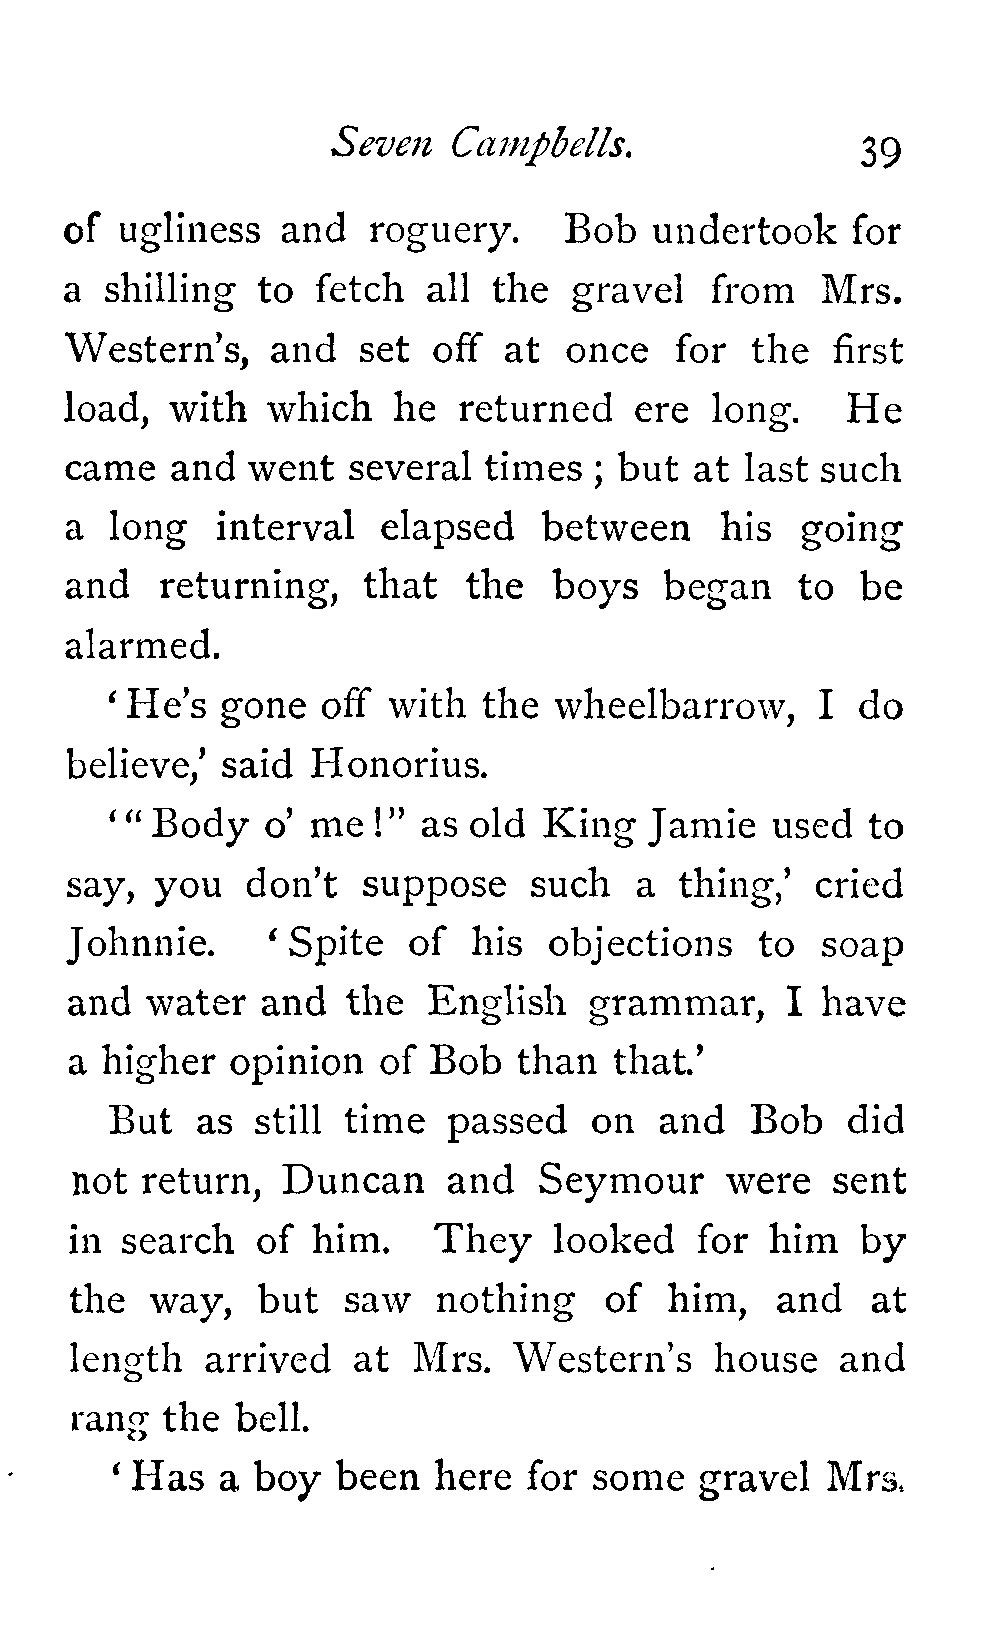 Seven Campbells. 39
of ugliness and roguery. Bob undertook for
a shilling to fetch all the gravel from Mrs.
Western's, and set off at once for the first
load, with which he returned ere long. He
came and went several times ; but at last such
a long interval elapsed between his going
and returning, that the boys began to be
alarmed.
‘ He's gone off with the wheelbarrow, I do
believe,’ said Honorius.
‘ “ Body o’ me ! ” as old King Jamie used to
say, you don't suppose such a thing,’ cried
Johnnie. ‘ Spite of his objections to soap
and water and the English grammar, I have
a higher opinion of Bob than that.’
But as still time passed on and Bob did
not return, Duncan and Seymour were sent
in search of him. They looked for him by
the way, but saw nothing of him, and at
length arrived at Mrs. Western's house and
rang the bell.
‘ Has a boy been here for some gravel Mrs.